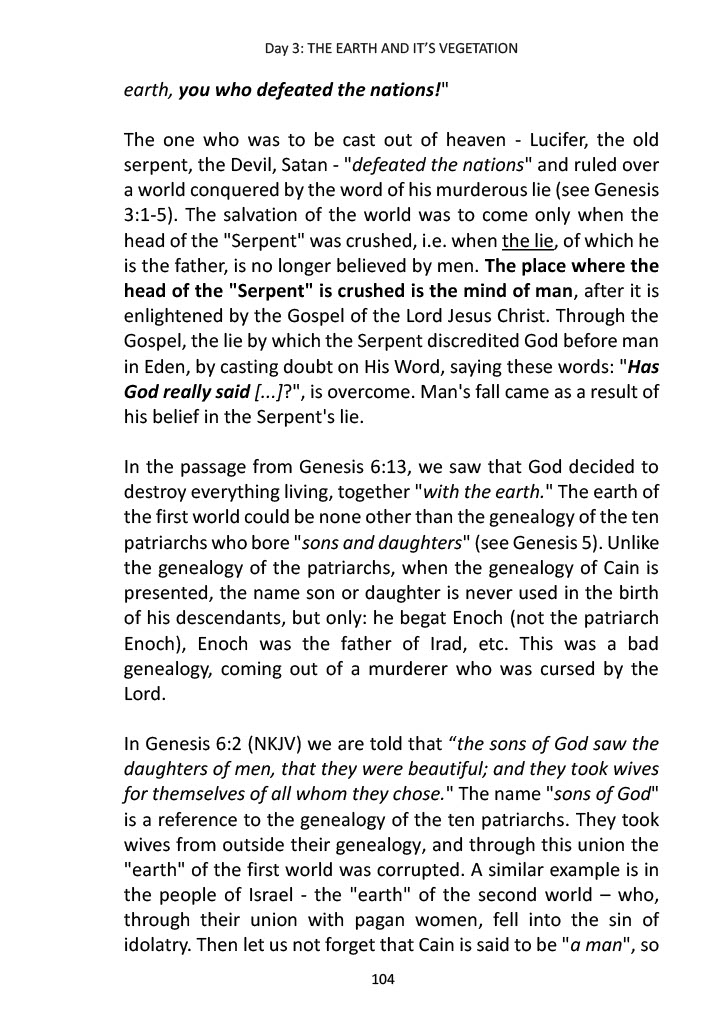 Day 3: THE EARTH AND IT'S VEGETATION
earth, you who defeated the nations!"
The one who was to be cast out of heaven - Lucifer, the old
serpent, the Devil, Satan - "defeated the nations" and ruled over
a world conquered by the word of his murderous lie (see Genesis
3:1-5). The salvation of the world was to come only when the
head of the "Serpent" was crushed, i.e. when the lie, of which he
is the father, is no longer believed by men. The place where the
head of the "Serpent" is crushed is the mind of man, after it is
enlightened by the Gospel of the Lord Jesus Christ. Through the
Gospel, the lie by which the Serpent discredited God before man
in Eden, by casting doubt on His Word, saying these words: "Has
God really said [...]?", is overcome. Man's fall came as a result of
his belief in the Serpent's lie.
In the passage from Genesis 6:13, we saw that God decided to
destroy everything living, together "with the earth." The earth of
the first world could be none other than the genealogy of the ten
patriarchs who bore "sons and daughters" (see Genesis 5). Unlike
the genealogy of the patriarchs, when the genealogy of Cain is
presented, the name son or daughter is never used in the birth
of his descendants, but only: he begat Enoch (not the patriarch
Enoch), Enoch was the father of Irad, etc. This was a bad
genealogy, coming out of a murderer who was cursed by the
Lord.
In Genesis 6:2 (NKJV) we are told that “the sons of God saw the
daughters of men, that they were beautiful; and they took wives
for themselves of all whom they chose." The name "sons of God"
is a reference to the genealogy of the ten patriarchs. They took
wives from outside their genealogy, and through this union the
"earth" of the first world was corrupted. A similar example is in
the people of Israel - the "earth" of the second world – who,
through their union with pagan women, fell into the sin of
idolatry. Then let us not forget that Cain is said to be "a man", so
104